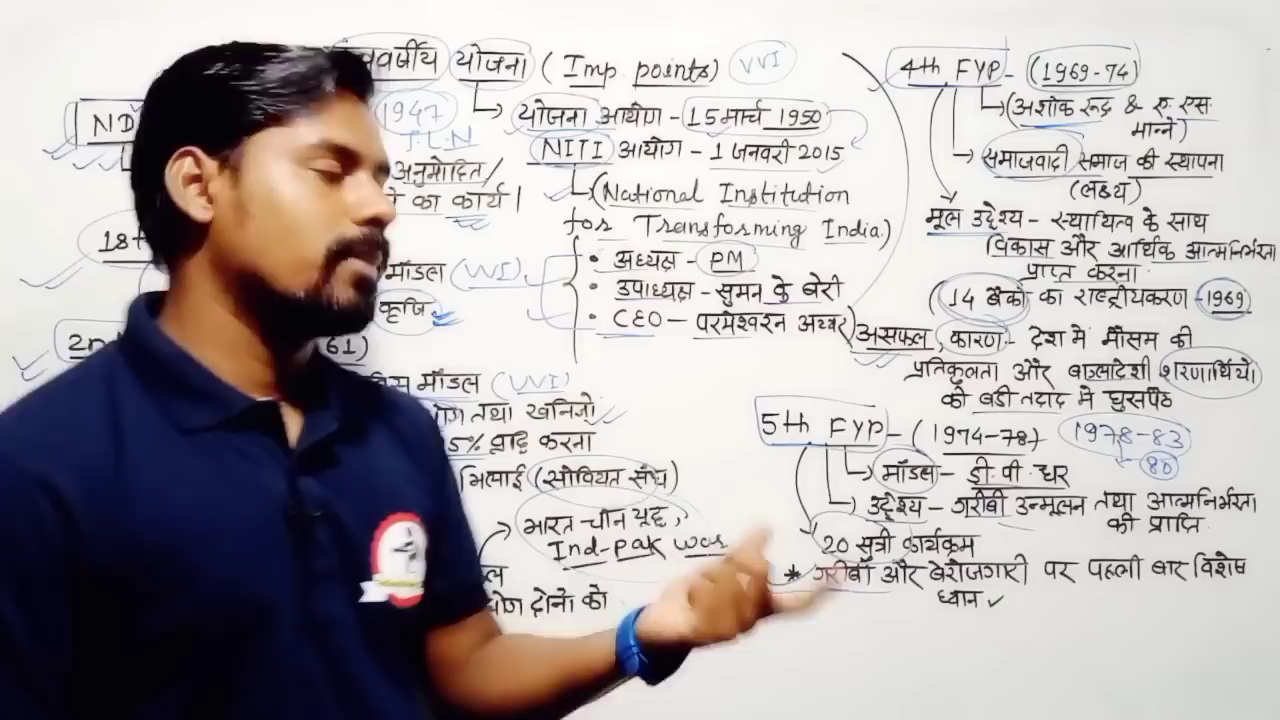 वर्षीय योजना (Imp. points) VVI
ND
1947
योजना आयोग - 15 मार्च 1950
T.L.N
NITI आयोग - 1 जनवरी 2015
अनुमोदित/
(National Institution
का कार्य।
for Transforming India)
18t
मॉडल (VVI)
• अध्यक्ष - PM
कृषि
• उपाध्यक्ष - सुमन के बेरी
• CEO - परमेश्वरन अय्यर
2nd
61)
मॉडल (VVI)
तथा खनिजो
5% प्राप्ति करना
भिलाई (सोवियत संघ)
भारत-चीन युद्ध,
Ind-pak war
दोनो को
4th FYP - (1969-74)
(अशोक रूद्र & ए. एस.
मान्ने)
समाजवादी समाज की स्थापना
(लक्ष्य)
मूल उद्देश्य - स्थायित्व के साथ
विकास और आर्थिक आत्मनिर्भरता
प्राप्त करना.
(14 बैंको का राष्ट्रीयकरण - 1969
असफल, कारण:- देश मे मौसम की
प्रतिकूलता और बांग्लादेशी शरणार्थियो
की बडी तदाद मे घुसपैठ
5th FYP - (1974-78) 1978-83
80
मॉडल - डी. पी. धर
उद्देश्य - गरीबी उन्मूलन तथा आत्मनिर्भरता
की प्राप्ति.
20 सुत्री कार्यक्रम
* गरीबी और बेरोजगारी पर पहली बार विशेष
ध्यान